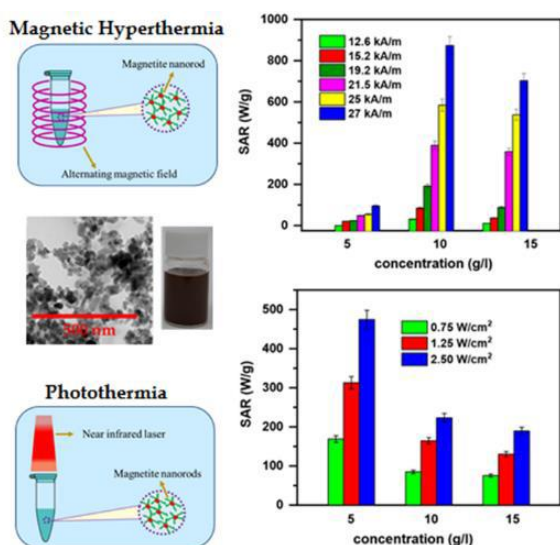 Magnetic Hyperthermia
Magnetite nanorod
Alternating magnetic field
500 nm
Photothermia
Near infrared laser
Magnetite nanorods
SAR (W/g)
1000
800
600
400
200
0
12.6 kA/m
15.2 kA/m
19.2 kA/m
21.5 kA/m
25 kA/m
27 kA/m
5
10
15
concentration (g/l)
SAR (W/g)
500
400
300
200
100
0
0.75 W/cm²
1.25 W/cm²
2.50 W/cm²
5
10
15
concentration (g/l)